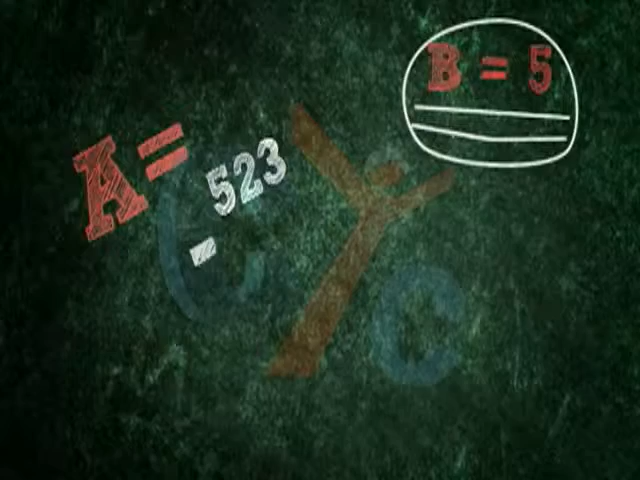 A =
523
-
B = 5